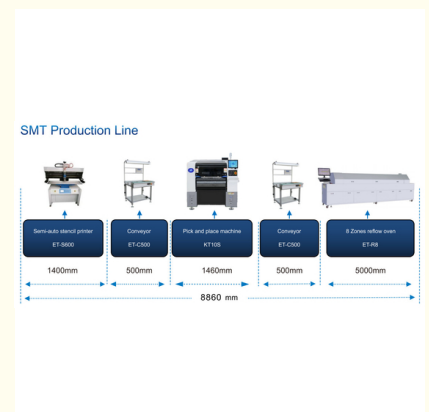 SMT Production Line
Semi-auto stencil printer
ET-S600
Conveyor
ET-C500
Pick and place machine
KT10S
Conveyor
ET-C500
8 Zones reflow oven
ET-R8
1400mm
500mm
1460mm
500mm
5000mm
8860 mm